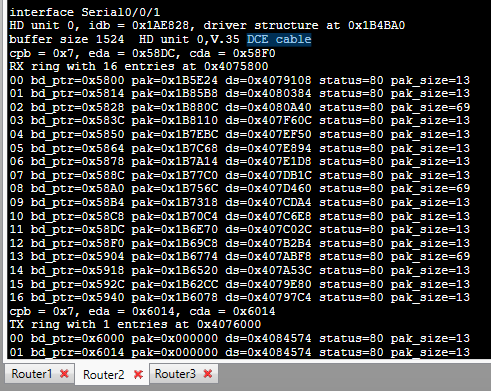 interface Serial0/0/1
HD unit 0, idb = 0x1AE828, driver structure at 0x1B4BA0
buffer size 1524  HD unit 0,V.35 DCE cable
cpb = 0x7, eda = 0x58DC, cda = 0x58F0
RX ring with 16 entries at 0x4075800
00 bd_ptr=0x5800 pak=0x1B5E24 ds=0x4079108 status=80 pak_size=13
01 bd_ptr=0x5814 pak=0x1B85B8 ds=0x4080384 status=80 pak_size=13
02 bd_ptr=0x5828 pak=0x1B880C ds=0x4080A40 status=80 pak_size=69
03 bd_ptr=0x583C pak=0x1B8110 ds=0x407F60C status=80 pak_size=13
04 bd_ptr=0x5850 pak=0x1B7EBC ds=0x407EF50 status=80 pak_size=13
05 bd_ptr=0x5864 pak=0x1B7C68 ds=0x407E894 status=80 pak_size=13
06 bd_ptr=0x5878 pak=0x1B7A14 ds=0x407E1D8 status=80 pak_size=13
07 bd_ptr=0x588C pak=0x1B77C0 ds=0x407DB1C status=80 pak_size=13
08 bd_ptr=0x58A0 pak=0x1B756C ds=0x407D460 status=80 pak_size=69
09 bd_ptr=0x58B4 pak=0x1B7318 ds=0x407CDA4 status=80 pak_size=13
10 bd_ptr=0x58C8 pak=0x1B70C4 ds=0x407C6E8 status=80 pak_size=13
11 bd_ptr=0x58DC pak=0x1B6E70 ds=0x407C02C status=80 pak_size=13
12 bd_ptr=0x58F0 pak=0x1B69C8 ds=0x407B2B4 status=80 pak_size=13
13 bd_ptr=0x5904 pak=0x1B6774 ds=0x407ABF8 status=80 pak_size=69
14 bd_ptr=0x5918 pak=0x1B6520 ds=0x407A53C status=80 pak_size=13
15 bd_ptr=0x592C pak=0x1B62CC ds=0x4079E80 status=80 pak_size=13
16 bd_ptr=0x5940 pak=0x1B6078 ds=0x40797C4 status=80 pak_size=13
cpb = 0x7, eda = 0x6014, cda = 0x6014
TX ring with 1 entries at 0x4076000
00 bd_ptr=0x6000 pak=0x000000 ds=0x4084574 status=80 pak_size=13
01 bd_ptr=0x6014 pak=0x000000 ds=0x4084574 status=80 pak_size=13
Router1 Router2 Router3